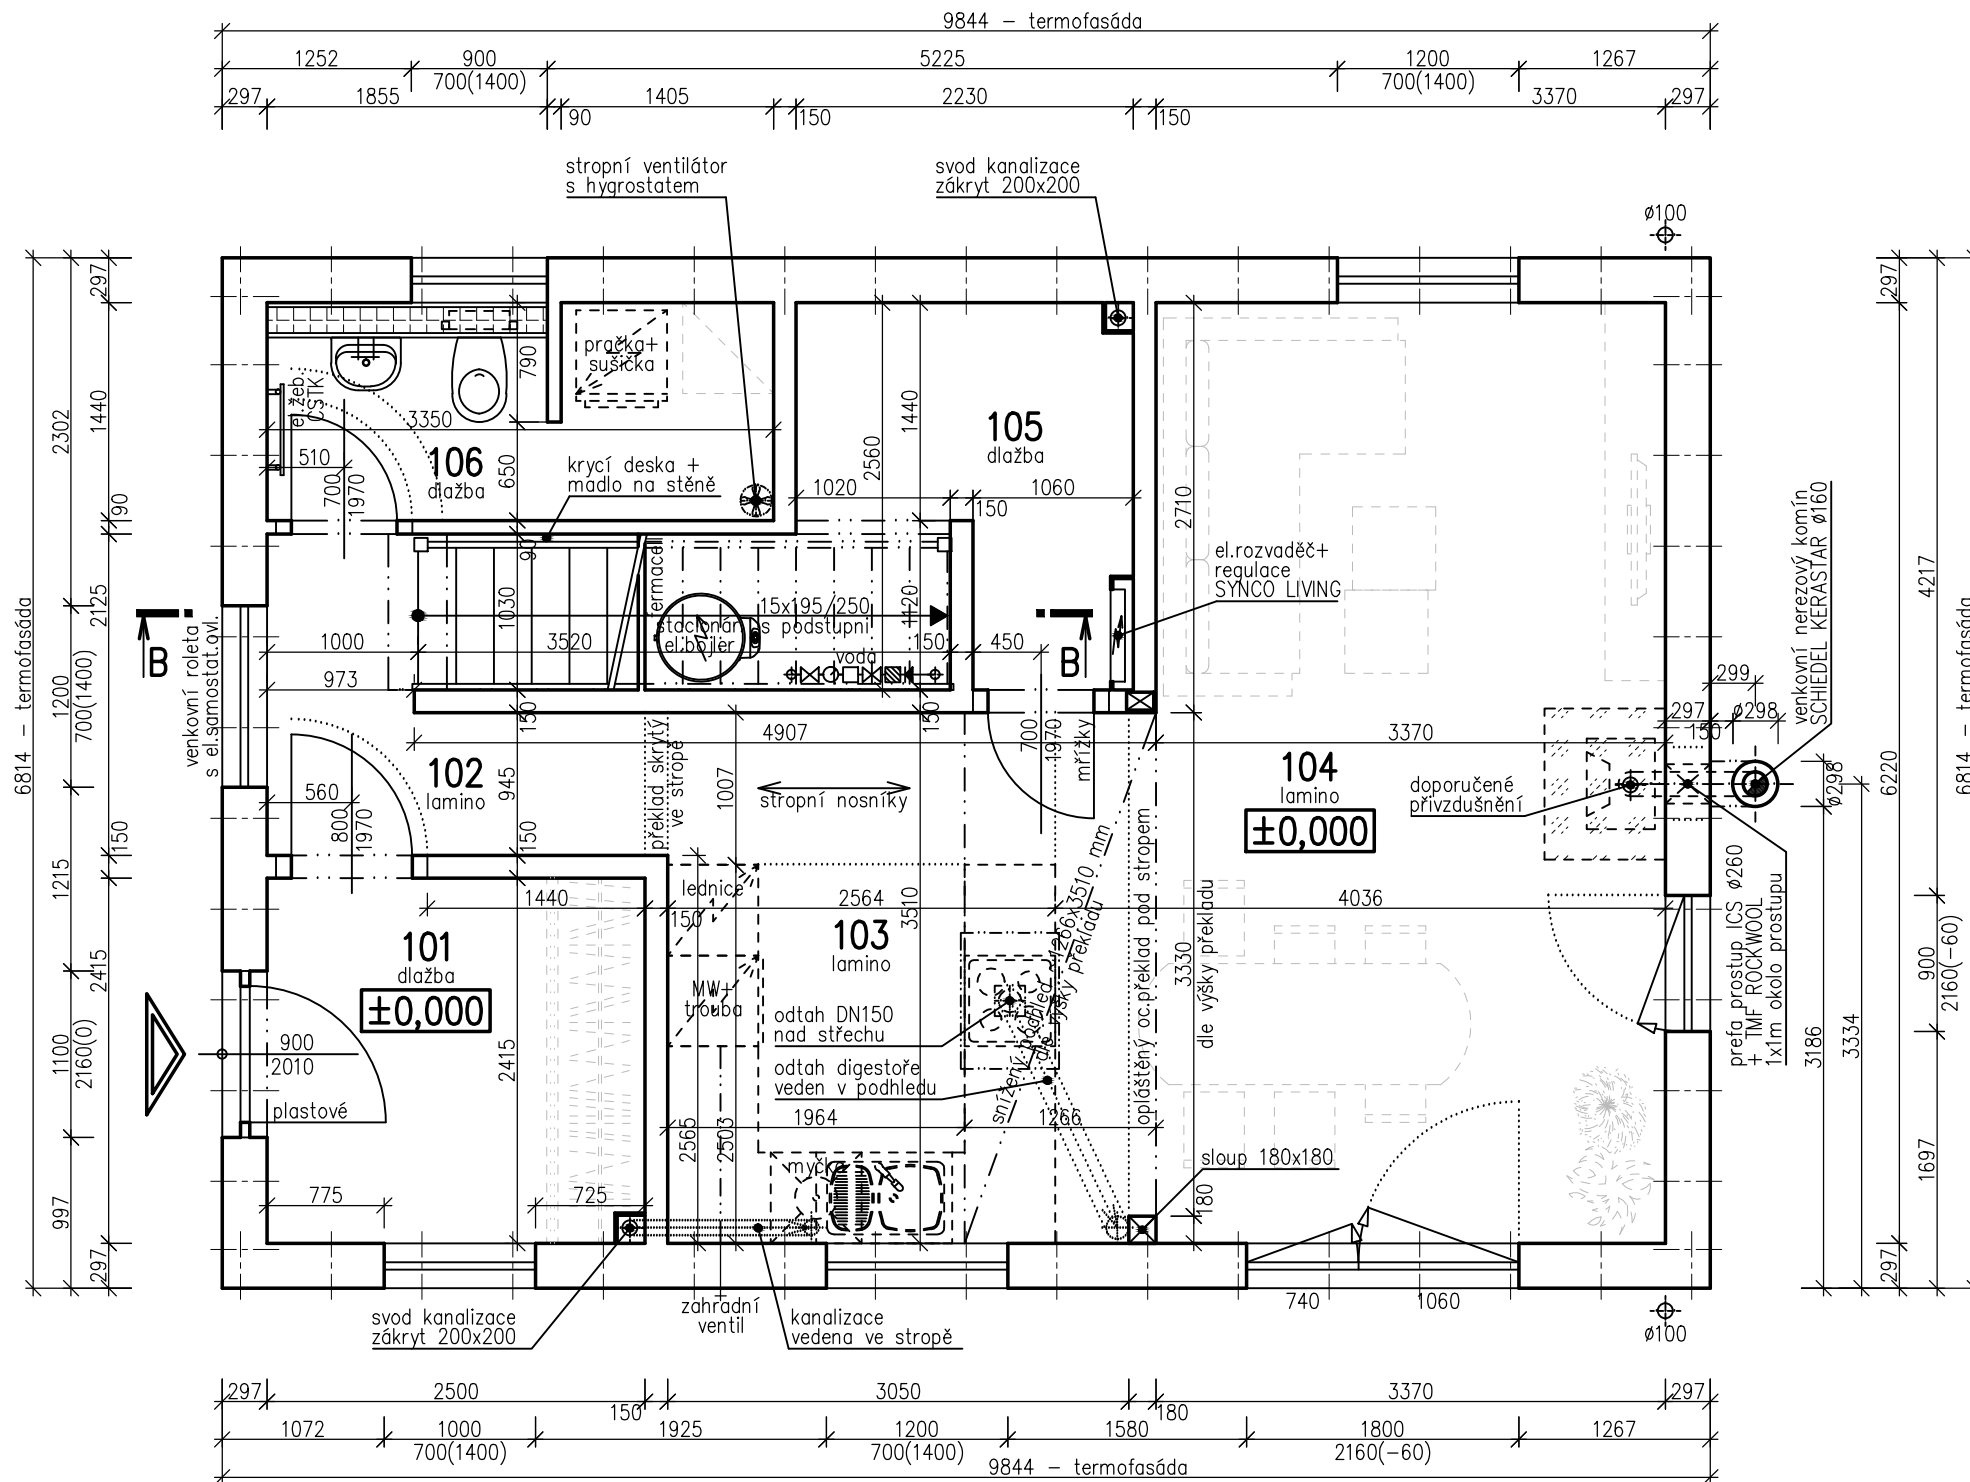 9844 – termofasáda
1252
900
700(1400)
5225
1200
700(1400)
1267
297
1855
90
1405
150
2230
150
3370
297
stropní ventilátor
s hygrostatem
svod kanalizace
zákryt 200x200
ø100
6814 – termofasáda
2302
2125
1200
700(1400)
1215
1100
2160(0)
997
297
1440
90
150
2415
297
venkovní roleta
s el.samostat.ovl.
B
el.žeb.
ČSTK
3350
510
700
1970
106
dlažba
790
650
pračka+
sušička
krycí deska +
madlo na stěně
90
1030
1000
3520
973
15x195/250
s podstupni
el.bojler
voda
1120
150
450
1020
2560
1440
105
dlažba
1060
150
B
el.rozvaděč+
regulace
SYNCO LIVING
2710
150
4907
150
700
1970
mřížky
3370
102
lamino
945
560
800
1970
150
překlad skrytý
ve stropě
1007
stropní nosníky
104
lamino
±0,000
doporučené
přivzdušnění
299
297
150
ø298
ø298
venkovní nerezový komín
SCHIEDEL KERASTAR ø160
prefa prostup ICS ø260
+ TMF ROCKWOOL
1x1m okolo prostupu
1440
150
lednice
2564
4036
101
dlažba
±0,000
103
lamino
3510
MW+
trouba
odtah DN150
nad střechu
odtah digestoře
veden v podhledu
snížený podhled 1266x3510 mm
dle výšky překladu
opláštěný oc.překlad pod stropem
dle výšky překladu
3330
900
2010
plastové
2415
775
725
2565
2503
1964
1266
myčka
sloup 180x180
180
740
1060
ø100
svod kanalizace
zákryt 200x200
zahradní
ventil
kanalizace
vedena ve stropě
297
6220
297
4217
900
2160(–60)
1697
3186
3334
6814 – termofasáda
297
2500
150
3050
180
3370
297
1072
1000
700(1400)
1925
1200
700(1400)
1580
1800
2160(–60)
1267
9844 – termofasáda